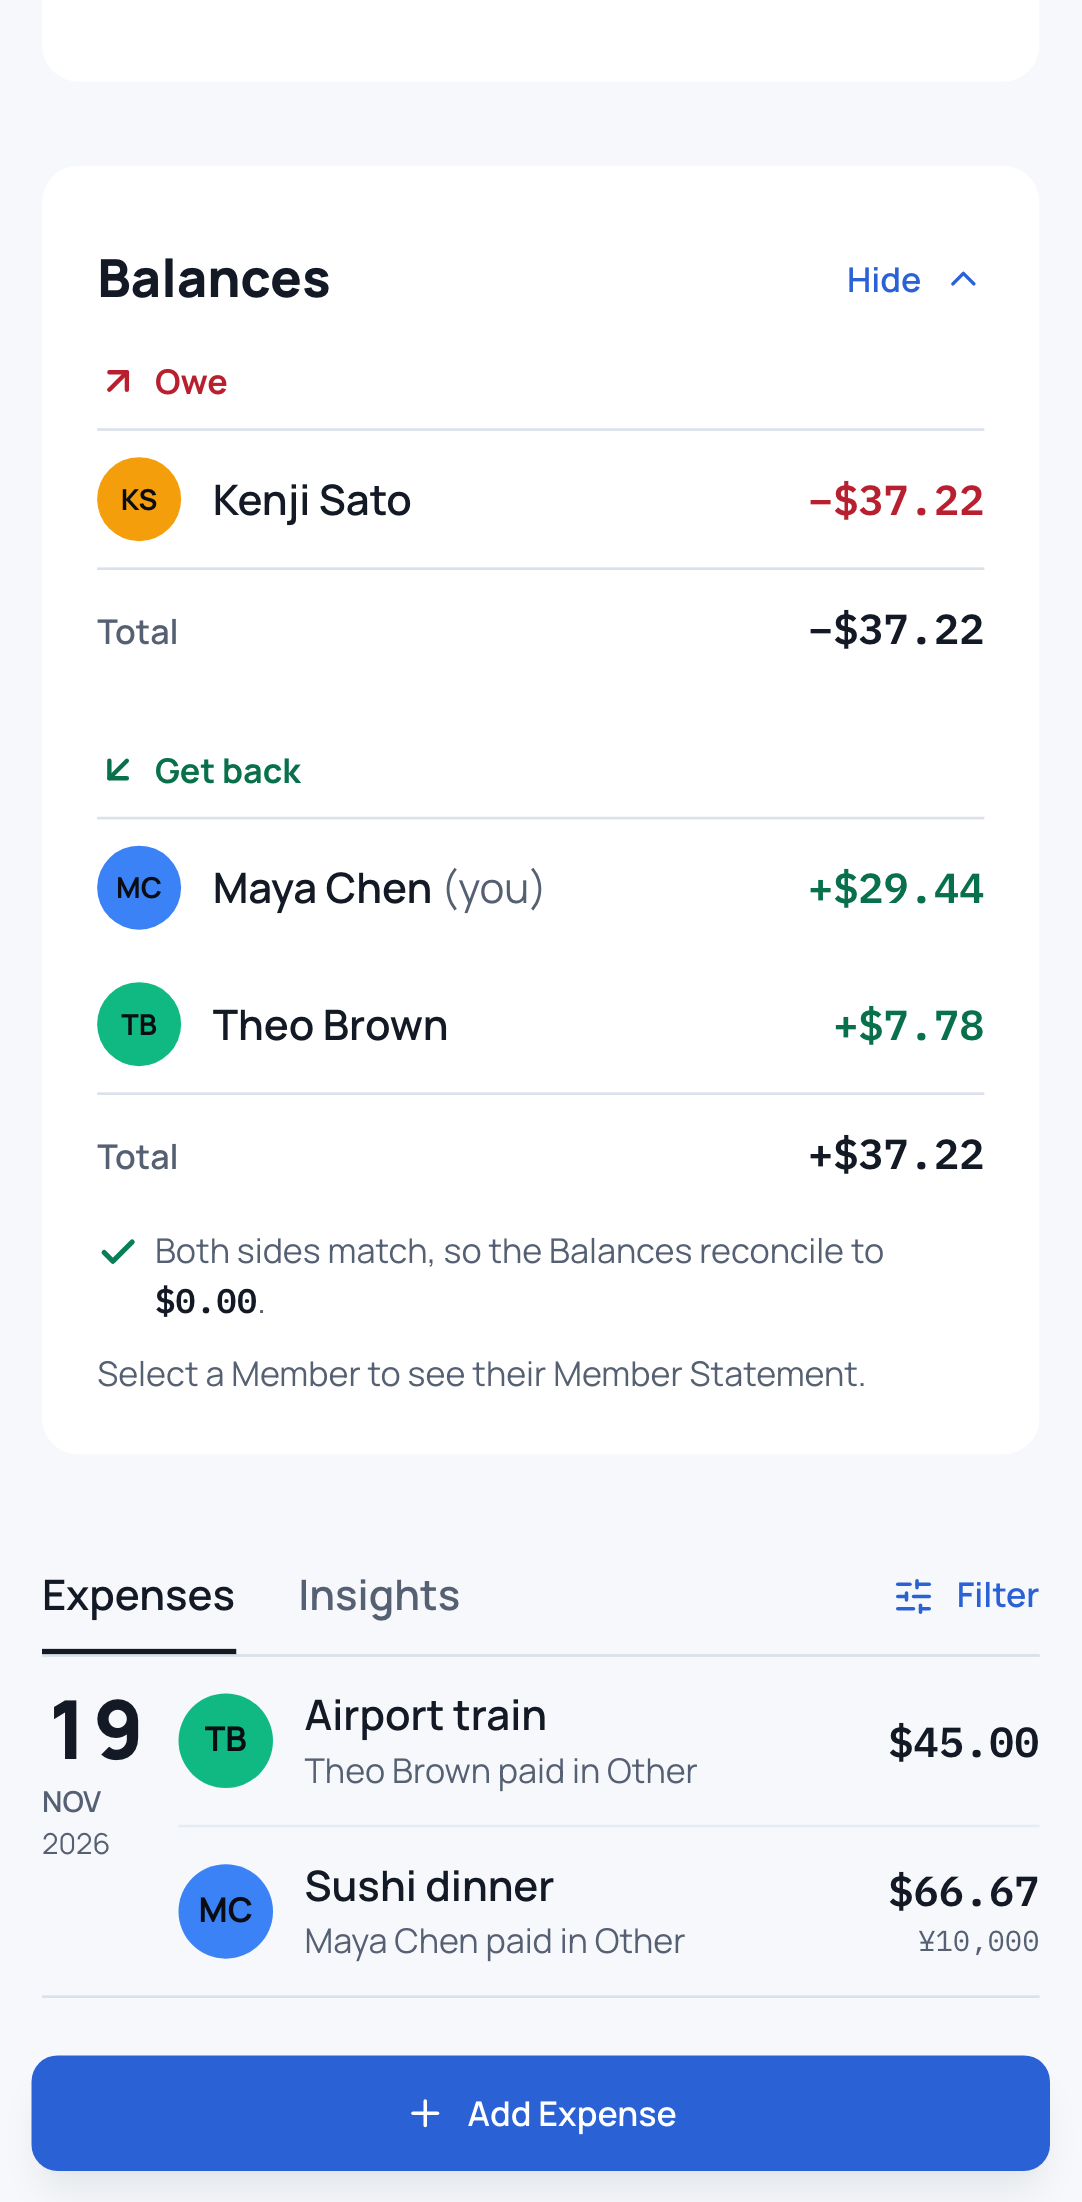 Balances
Hide
Owe
KS Kenji Sato −$37.22
Total −$37.22
Get back
MC Maya Chen (you) +$29.44
TB Theo Brown +$7.78
Total +$37.22
Both sides match, so the Balances reconcile to
$0.00.
Select a Member to see their Member Statement.
Expenses Insights Filter
19
NOV
2026
TB
Airport train
Theo Brown paid in Other
$45.00
MC
Sushi dinner
Maya Chen paid in Other
$66.67
¥10,000
Add Expense